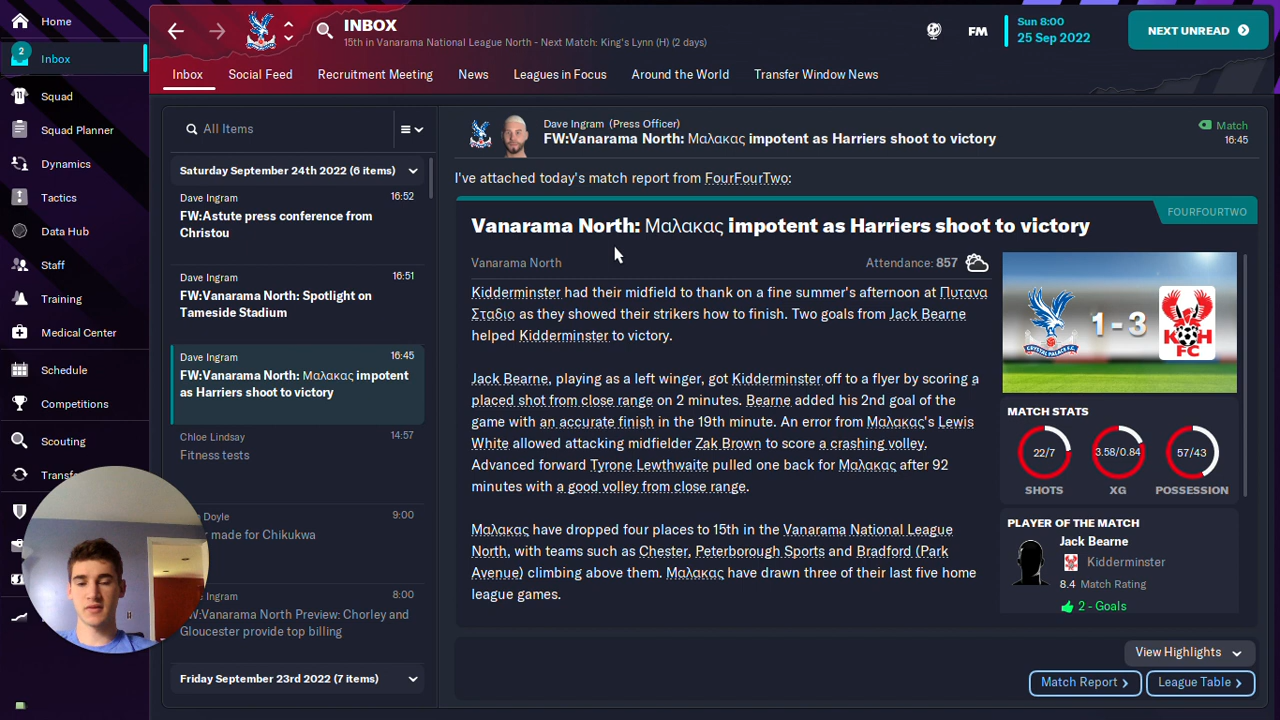 Home
2
Inbox
Squad
Squad Planner
Dynamics
Tactics
Data Hub
Staff
Training
Medical Center
Schedule
Competitions
Scouting
INBOX
15th in Vanarama National League North - Next Match: King's Lynn (H) (2 days)
FM
Sun 8:00
25 Sep 2022
NEXT UNREAD
Inbox
Social Feed
Recruitment Meeting
News
Leagues in Focus
Around the World
Transfer Window News
All Items
Saturday September 24th 2022 (6 items)
Dave Ingram
16:52
FW:Astute press conference from
Christou
Dave Ingram
16:51
FW:Vanarama North: Spotlight on
Tameside Stadium
Dave Ingram
16:45
FW:Vanarama North: Μαλακας impotent
as Harriers shoot to victory
Chloe Lindsay
14:57
Fitness tests
Doyle
9:00
made for Chikukwa
Ingram
8:00
W:Vanarama North Preview: Chorley and
Gloucester provide top billing
Friday September 23rd 2022 (7 items)
Dave Ingram (Press Officer)
FW:Vanarama North: Μαλακας impotent as Harriers shoot to victory
Match
16:45
I've attached today's match report from FourFourTwo:
FOURFOURTWO
Vanarama North: Μαλακας impotent as Harriers shoot to victory
Vanarama North
Attendance: 857
Kidderminster had their midfield to thank on a fine summer's afternoon at Πυτανα
Σταδιο as they showed their strikers how to finish. Two goals from Jack Bearne
helped Kidderminster to victory.
Jack Bearne, playing as a left winger, got Kidderminster off to a flyer by scoring a
placed shot from close range on 2 minutes. Bearne added his 2nd goal of the
game with an accurate finish in the 19th minute. An error from Μαλακας's Lewis
White allowed attacking midfielder Zak Brown to score a crashing volley.
Advanced forward Tyrone Lewthwaite pulled one back for Μαλακας after 92
minutes with a good volley from close range.
Μαλακας have dropped four places to 15th in the Vanarama National League
North, with teams such as Chester, Peterborough Sports and Bradford (Park
Avenue) climbing above them. Μαλακας have drawn three of their last five home
league games.
CRYSTAL PALACE F.C.
1 - 3
KH
FC
MATCH STATS
22/7
3.58/0.84
57/43
SHOTS
XG
POSSESSION
PLAYER OF THE MATCH
Jack Bearne
Kidderminster
8.4 Match Rating
2 - Goals
View Highlights
Match Report
League Table